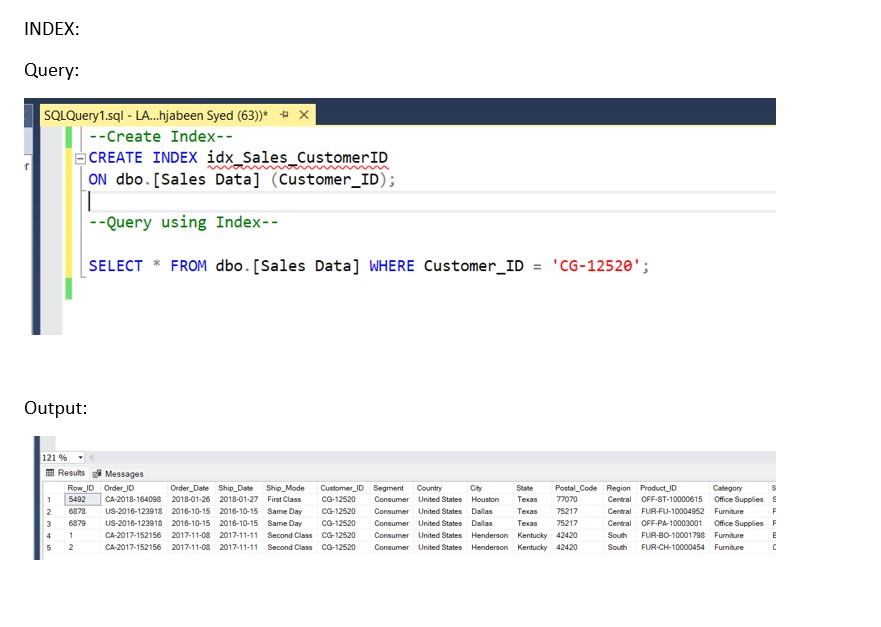 INDEX:
Query:
SQLQuery1.sql - LA...hjabeen Syed (63))*
--Create Index--
CREATE INDEX idx_Sales_CustomerID
ON dbo.[Sales Data] (Customer_ID);
--Query using Index--
SELECT * FROM dbo.[Sales Data] WHERE Customer_ID = 'CG-12520';
Output:
121 %
Results Messages
Row_ID Order_ID Order_Date Ship_Date Ship_Mode Customer_ID Segment Country City State Postal_Code Region Product_ID Category S
1 5492 CA-2018-164098 2018-01-26 2018-01-27 First Class CG-12520 Consumer United States Houston Texas 77070 Central OFF-ST-10000615 Office Supplies S
2 6878 US-2016-123918 2016-10-15 2016-10-15 Same Day CG-12520 Consumer United States Dallas Texas 75217 Central FUR-FU-10004952 Furniture F
3 6879 US-2016-123918 2016-10-15 2016-10-15 Same Day CG-12520 Consumer United States Dallas Texas 75217 Central OFF-PA-10003001 Office Supplies
4 1 CA-2017-152156 2017-11-08 2017-11-11 Second Class CG-12520 Consumer United States Henderson Kentucky 42420 South FUR-BO-10001798 Furniture
5 2 CA-2017-152156 2017-11-08 2017-11-11 Second Class CG-12520 Consumer United States Henderson Kentucky 42420 South FUR-CH-10000454 Furniture